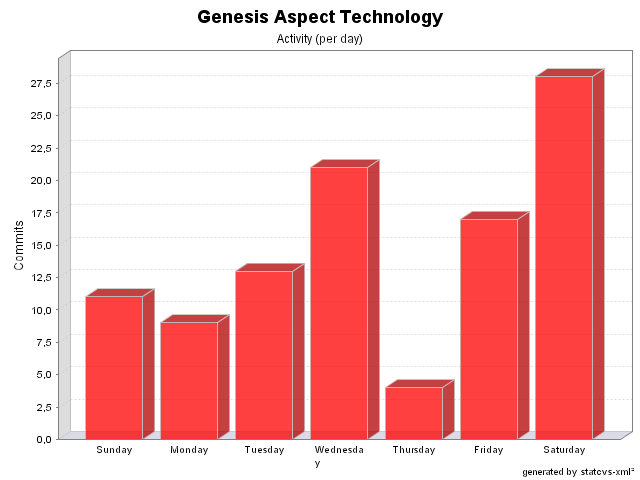 Genesis Aspect Technology
Activity (per day)
27,5
25,0
22,5
20,0
17,5
15,0
12,5
10,0
7,5
5,0
2,5
0,0
Commits
Sunday Monday Tuesday Wednesda Thursday Friday Saturday
y
generated by statcvs-xml²